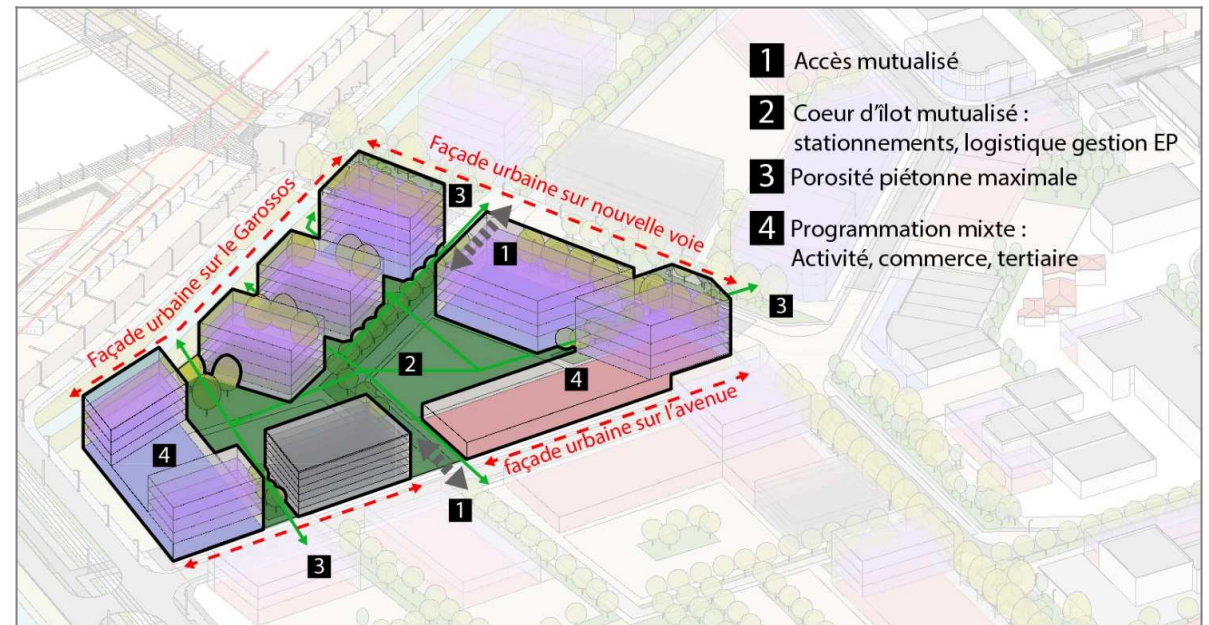 1 Accès mutualisé
2 Coeur d'îlot mutualisé :
stationnements, logistique gestion EP
3 Porosité piétonne maximale
4 Programmation mixte :
Activité, commerce, tertiaire
Façade urbaine sur le Garossos
Façade urbaine sur nouvelle voie
façade urbaine sur l'avenue
3
1
3
2
4
4
1
3